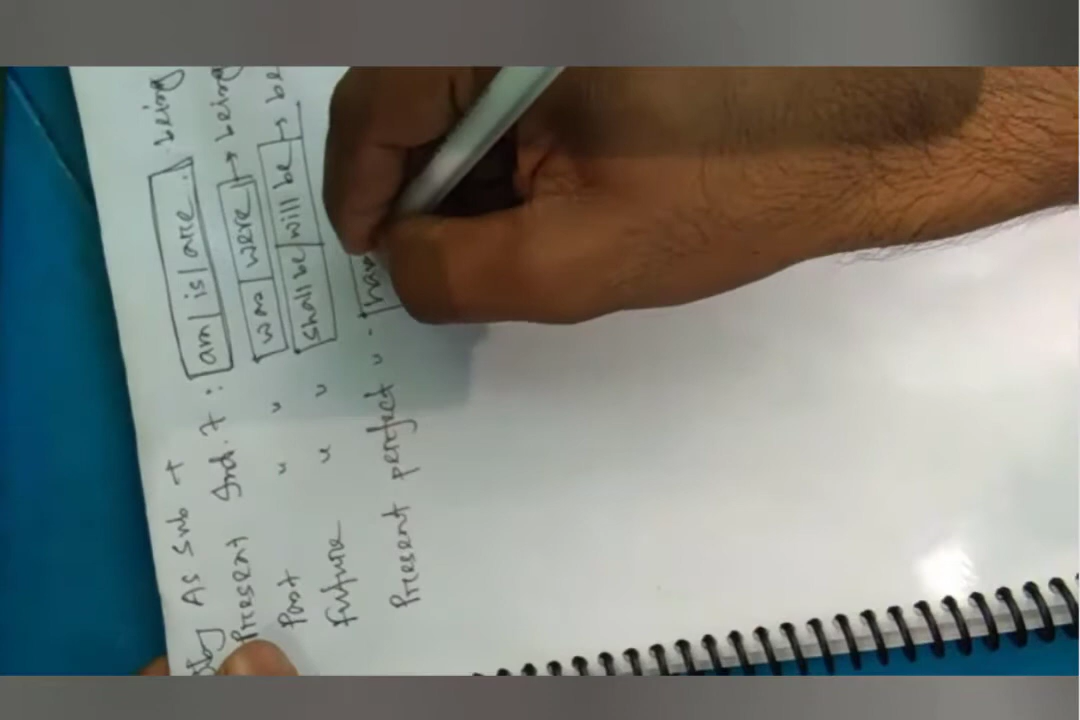 As sub +
Present Ind. t : am/is/are. being
Past " " was/were → being
Future " " shall be/will be → be
Present perfect "